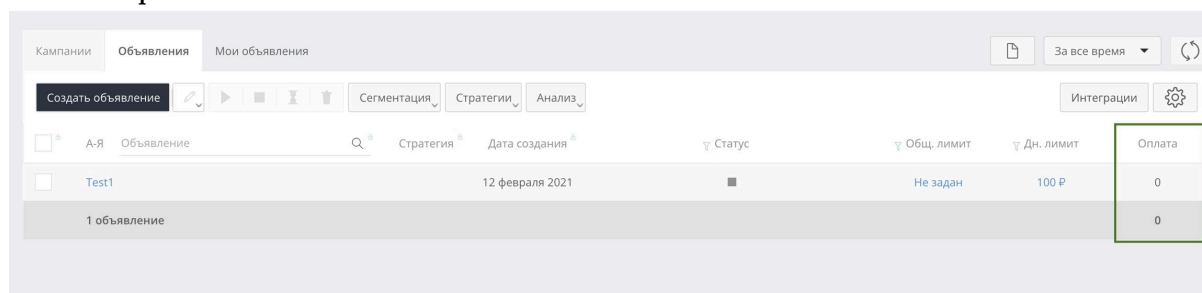 Кампании Объявления Мои объявления За все время
Создать объявление Сегментация Стратегии Анализ Интеграции
А-Я Объявление Стратегия Дата создания Статус Общ. лимит Дн. лимит Оплата
Test1 12 февраля 2021 Не задан 100 ₽ 0
1 объявление 0